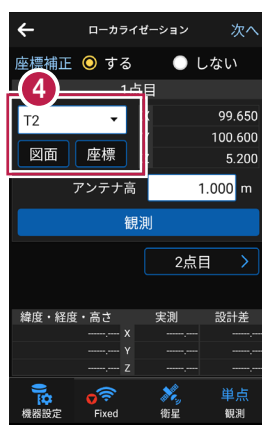 ローカライゼーション 次へ
座標補正 する しない
1点目
4
T2 X 99.650
Y 100.600
図面 座標 Z 5.200
アンテナ高 1.000 m
観測
2点目
緯度・経度・高さ 実測 設計差
-----.---- X -----.--- -----.---
-----.---- Y -----.--- -----.---
-----.---- Z -----.--- -----.---
機器設定 Fixed 衛星 単点
観測